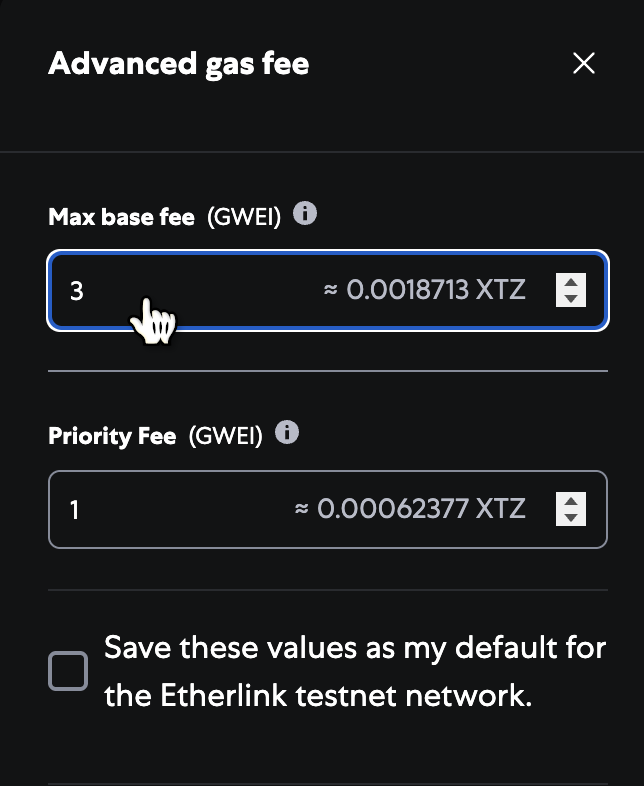 Advanced gas fee
Max base fee (GWEI)
3 ≈ 0.0018713 XTZ
Priority Fee (GWEI)
1 ≈ 0.00062377 XTZ
Save these values as my default for
the Etherlink testnet network.